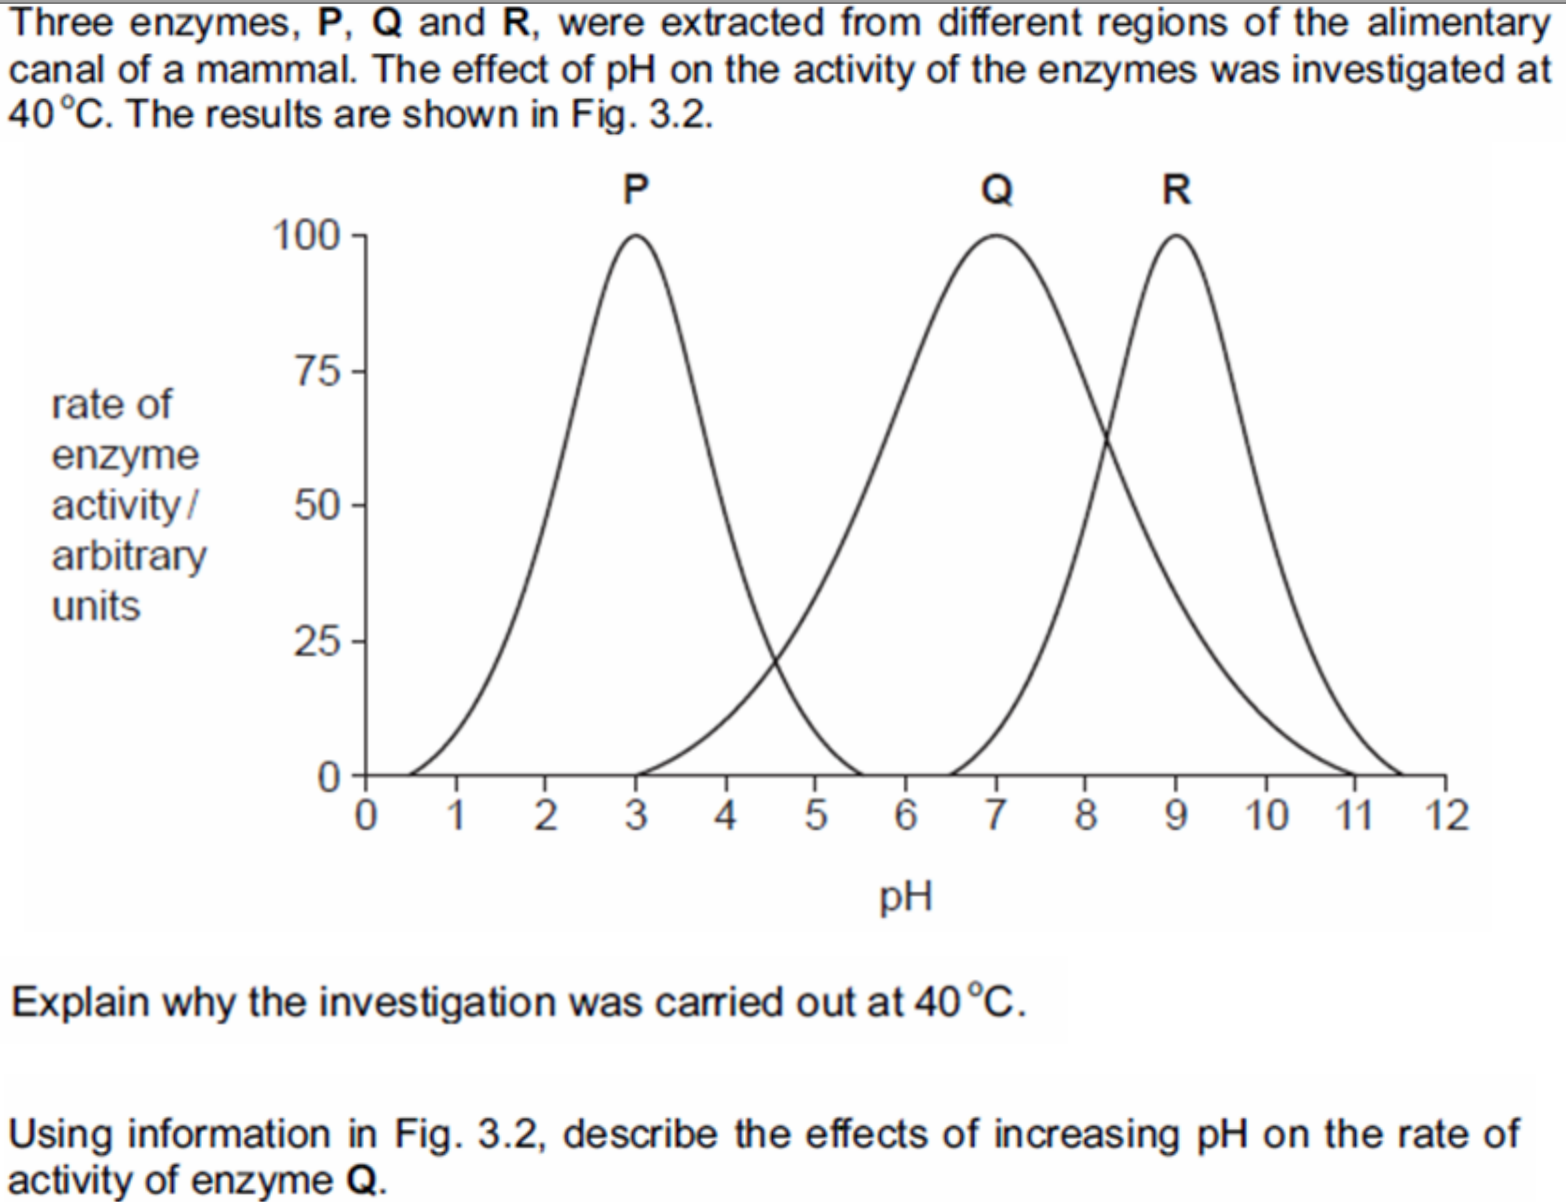 Three enzymes, P, Q and R, were extracted from different regions of the alimentary
canal of a mammal. The effect of pH on the activity of the enzymes was investigated at
40°C. The results are shown in Fig. 3.2.
P Q R
100
75
rate of
enzyme
activity/
arbitrary
units
50
25
0
0 1 2 3 4 5 6 7 8 9 10 11 12
pH
Explain why the investigation was carried out at 40°C.
Using information in Fig. 3.2, describe the effects of increasing pH on the rate of
activity of enzyme Q.